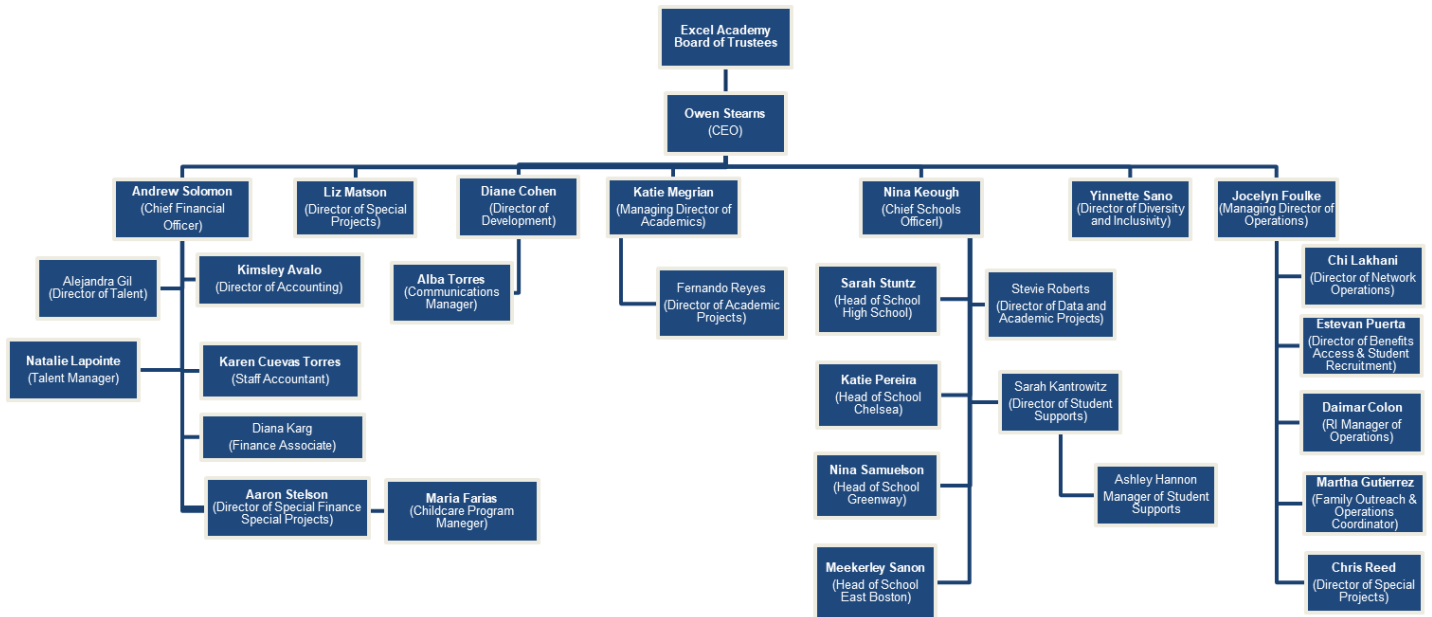 Excel Academy
Board of Trustees
Owen Stearns
(CEO)
Andrew Solomon
(Chief Financial
Officer)
Liz Matson
(Director of Special
Projects)
Diane Cohen
(Director of
Development)
Katie Megrian
(Managing Director of
Academics)
Nina Keough
(Chief Schools
Officerl)
Yinnette Sano
(Director of Diversity
and Inclusivity)
Jocelyn Foulke
(Managing Director of
Operations)
Alejandra Gil
(Director of Talent)
Kimsley Avalo
(Director of Accounting)
Alba Torres
(Communications
Manager)
Fernando Reyes
(Director of Academic
Projects)
Sarah Stuntz
(Head of School
High School)
Stevie Roberts
(Director of Data and
Academic Projects)
Chi Lakhani
(Director of Network
Operations)
Estevan Puerta
(Director of Benefits
Access & Student
Recruitment)
Natalie Lapointe
(Talent Manager)
Karen Cuevas Torres
(Staff Accountant)
Katie Pereira
(Head of School
Chelsea)
Sarah Kantrowitz
(Director of Student
Supports)
Daimar Colon
(RI Manager of
Operations)
Diana Karg
(Finance Associate)
Nina Samuelson
(Head of School
Greenway)
Ashley Hannon
Manager of Student
Supports
Martha Gutierrez
(Family Outreach &
Operations
Coordinator)
Aaron Stelson
(Director of Special Finance
Special Projects)
Maria Farias
(Childcare Program
Maneger)
Meekerley Sanon
(Head of School
East Boston)
Chris Reed
(Director of Special
Projects)